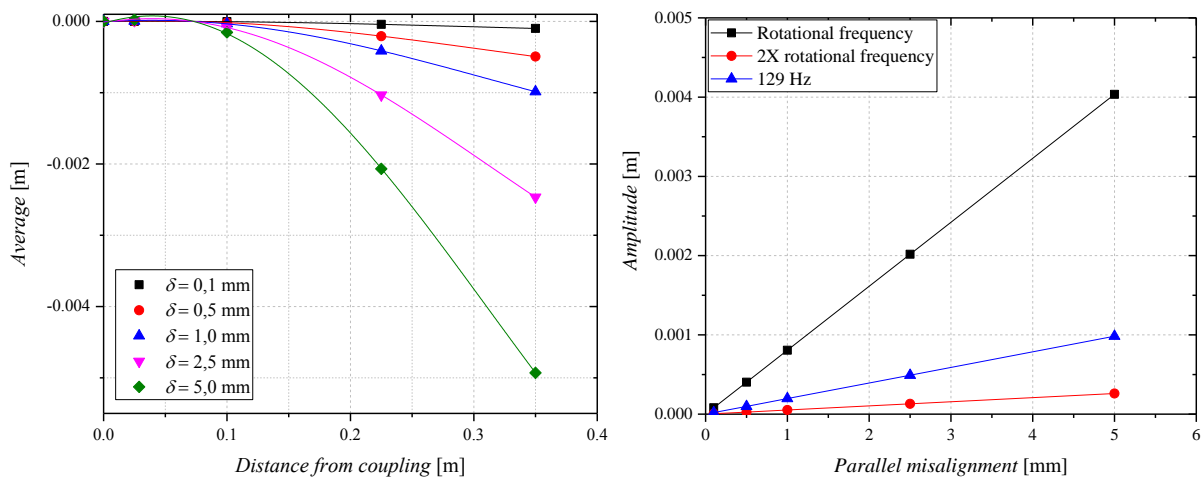 0.000
-0.002
-0.004
Average [m]
δ = 0,1 mm
δ = 0,5 mm
δ = 1,0 mm
δ = 2,5 mm
δ = 5,0 mm
0.0 0.1 0.2 0.3 0.4
Distance from coupling [m]
0.005
0.004
0.003
0.002
0.001
0.000
Amplitude [m]
Rotational frequency
2X rotational frequency
129 Hz
0 1 2 3 4 5 6
Parallel misalignment [mm]